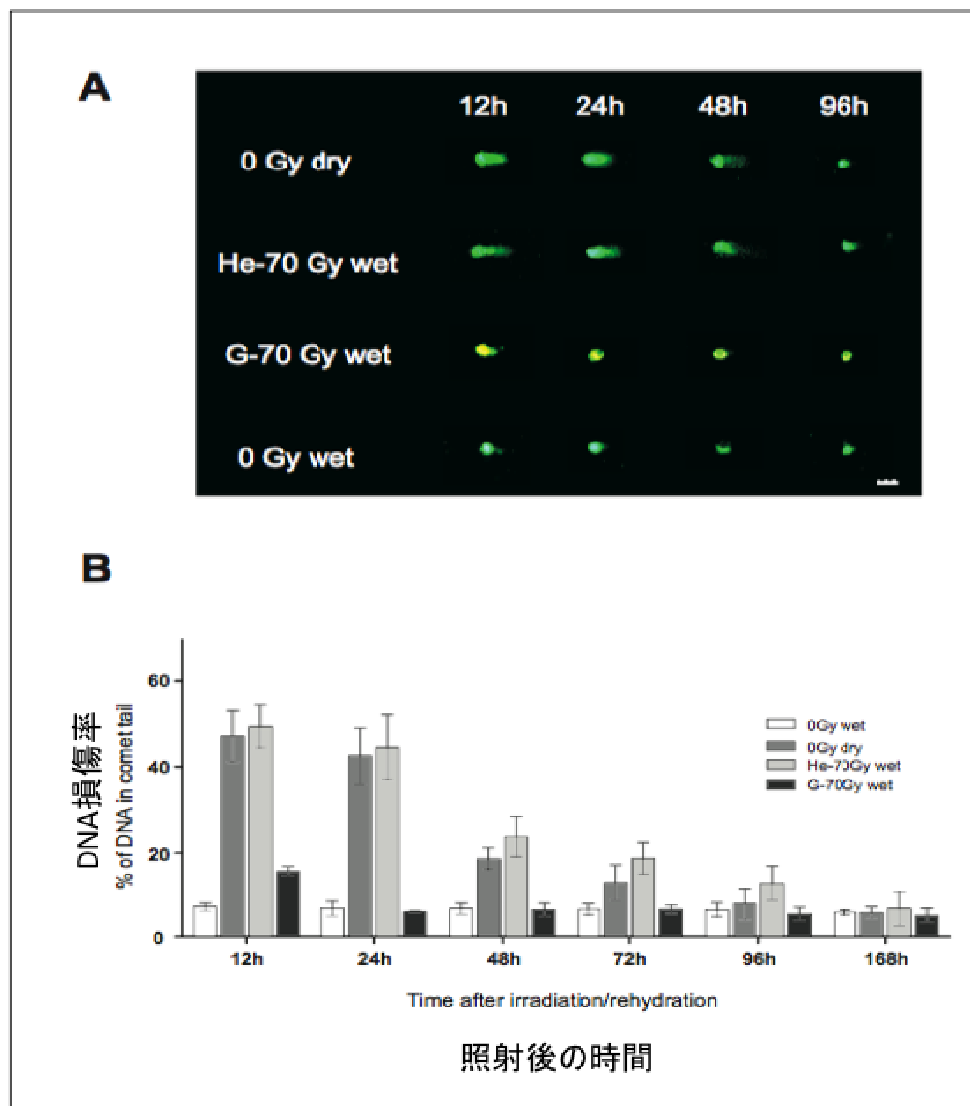 A
12h 24h 48h 96h
0 Gy dry
He-70 Gy wet
G-70 Gy wet
0 Gy wet
B
DNA損傷率
% of DNA in comet tail
60
40
20
0
0Gy wet
0Gy dry
He-70Gy wet
G-70Gy wet
12h 24h 48h 72h 96h 168h
Time after irradiation/rehydration
照射後の時間